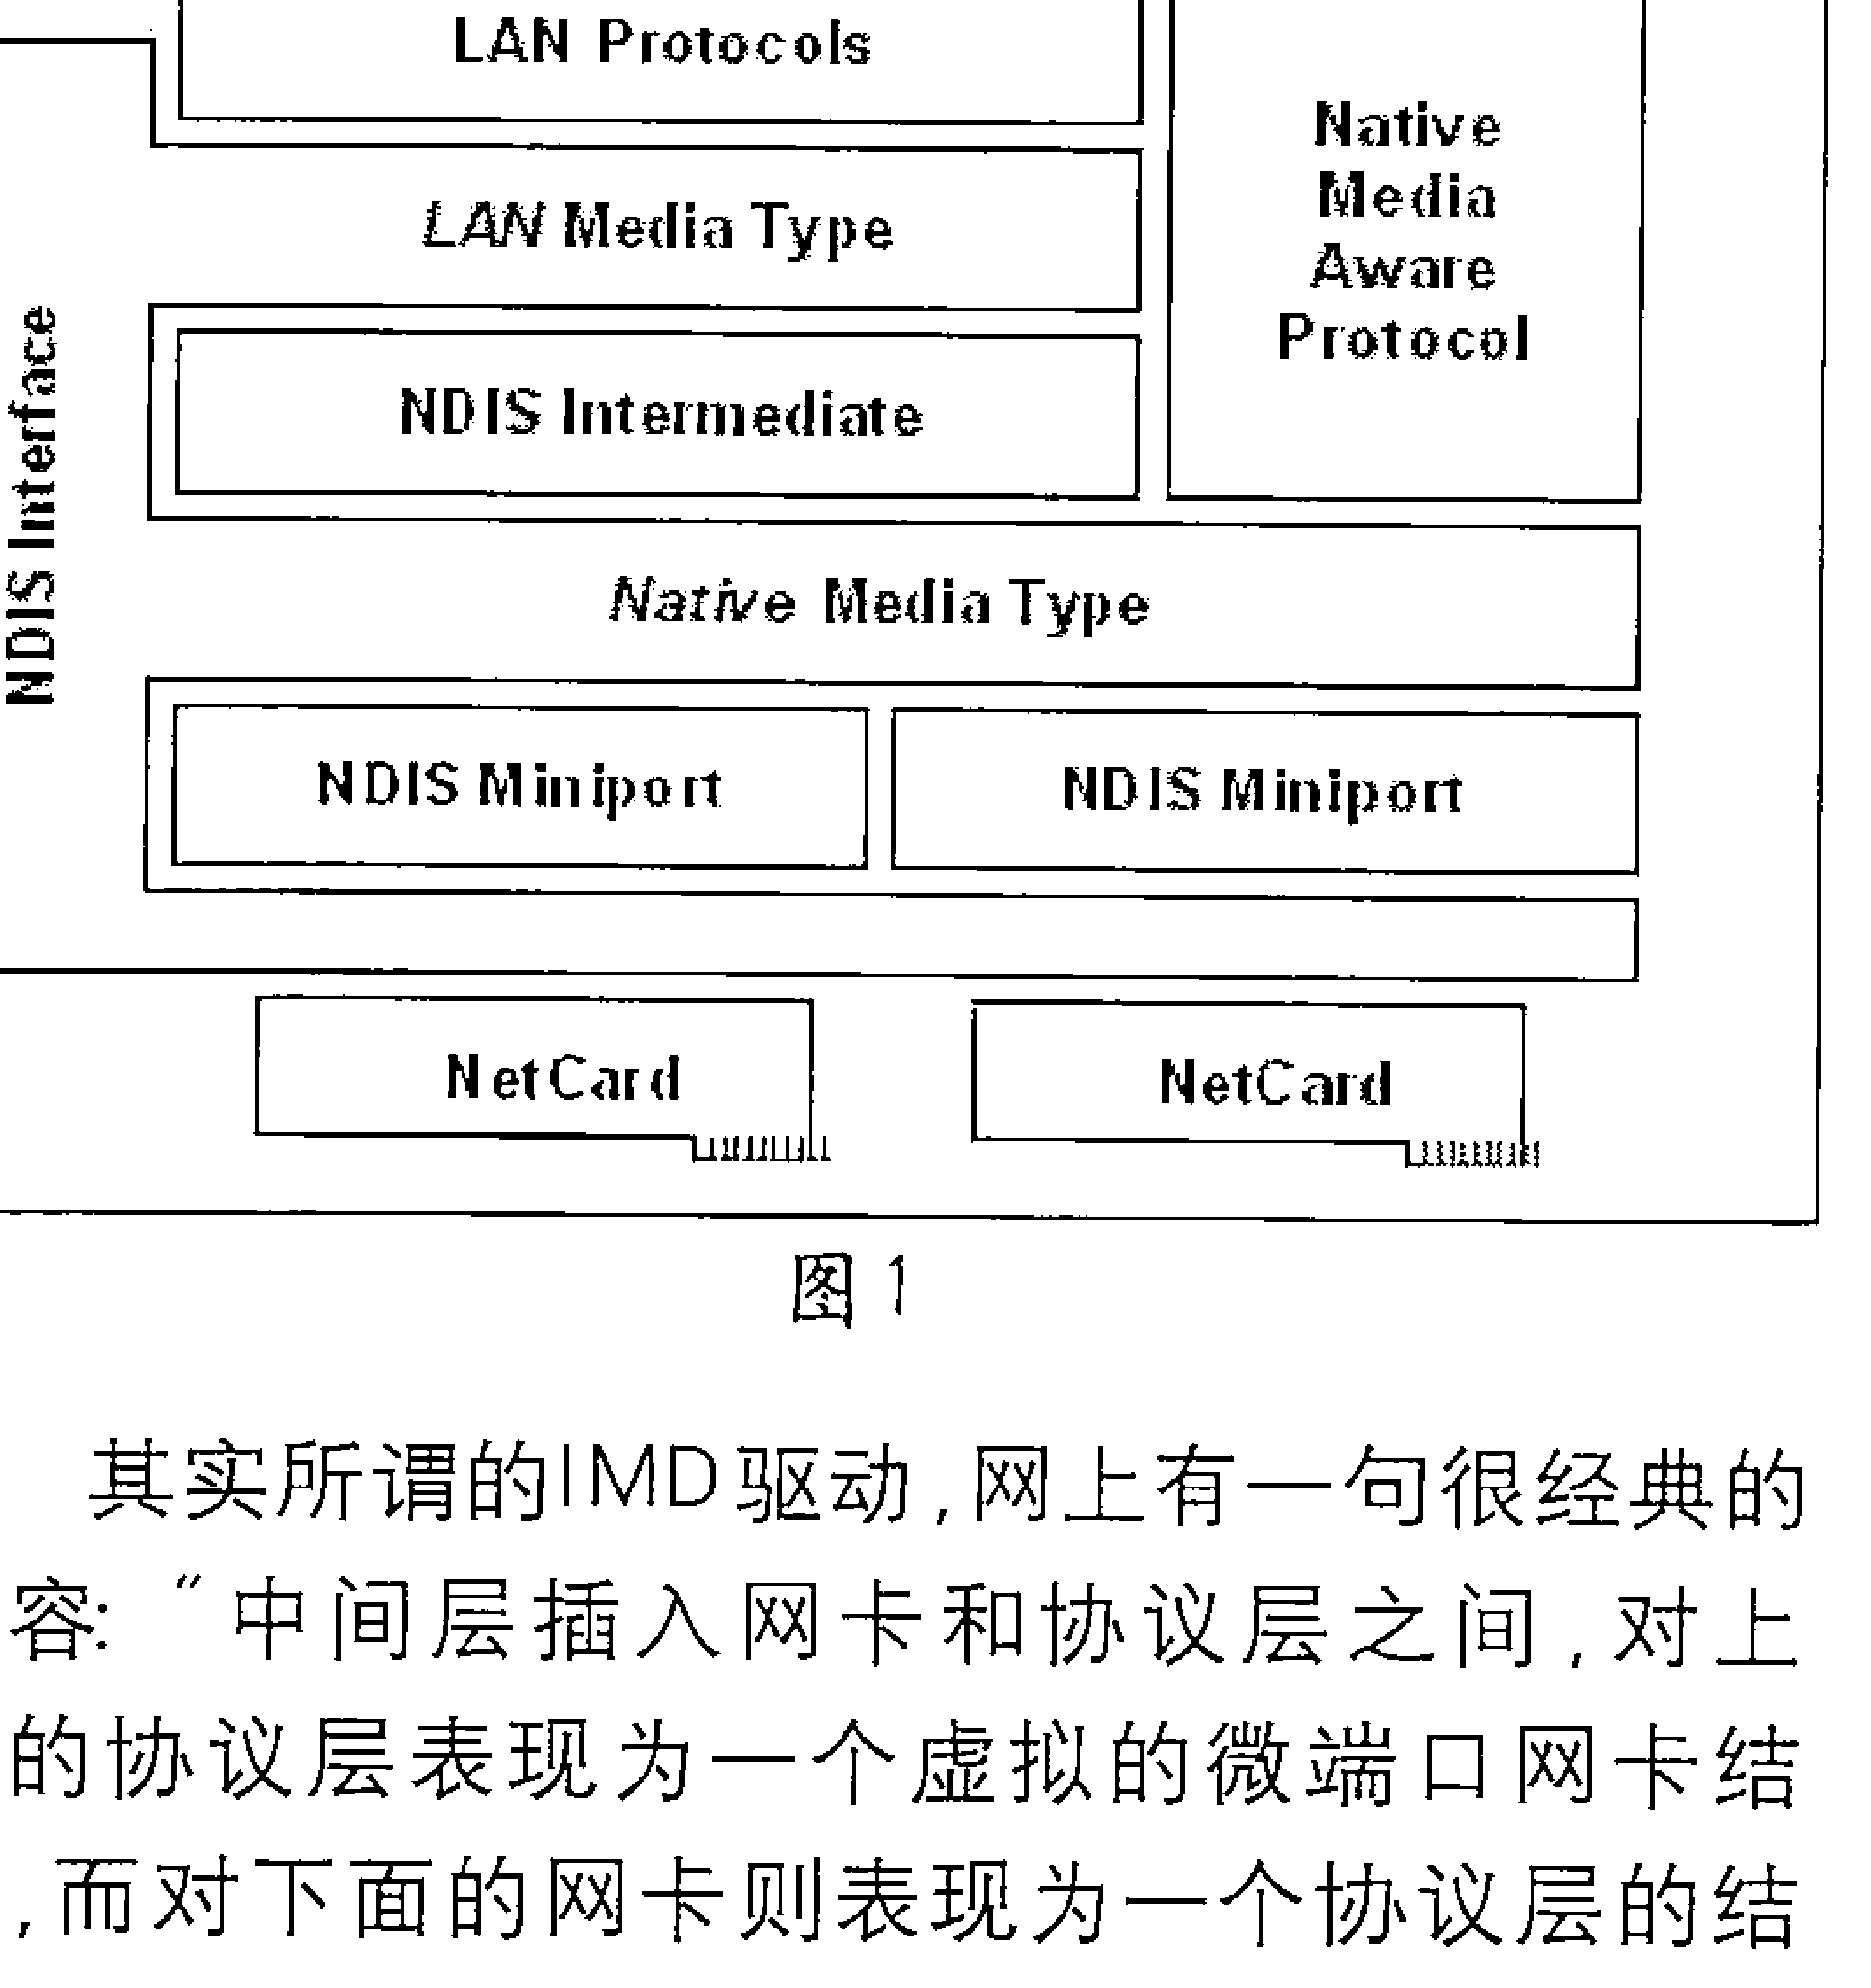 LAN Protocols
Native
Media
Aware
Protocol
LAN Media Type
NDIS Interface
NDIS Intermediate
Native Media Type
NDIS Miniport
NDIS Miniport
NetCard
NetCard
图 1
其实所谓的IMD驱动,网上有一句很经典的
容:“中间层插入网卡和协议层之间,对上
的协议层表现为一个虚拟的微端口网卡结
,而对下面的网卡则表现为一个协议层的结